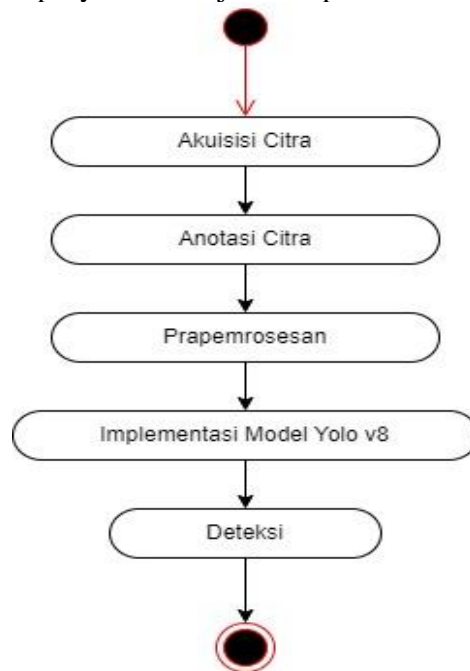 Akuisisi Citra
Anotasi Citra
Prapemrosesan
Implementasi Model Yolo v8
Deteksi